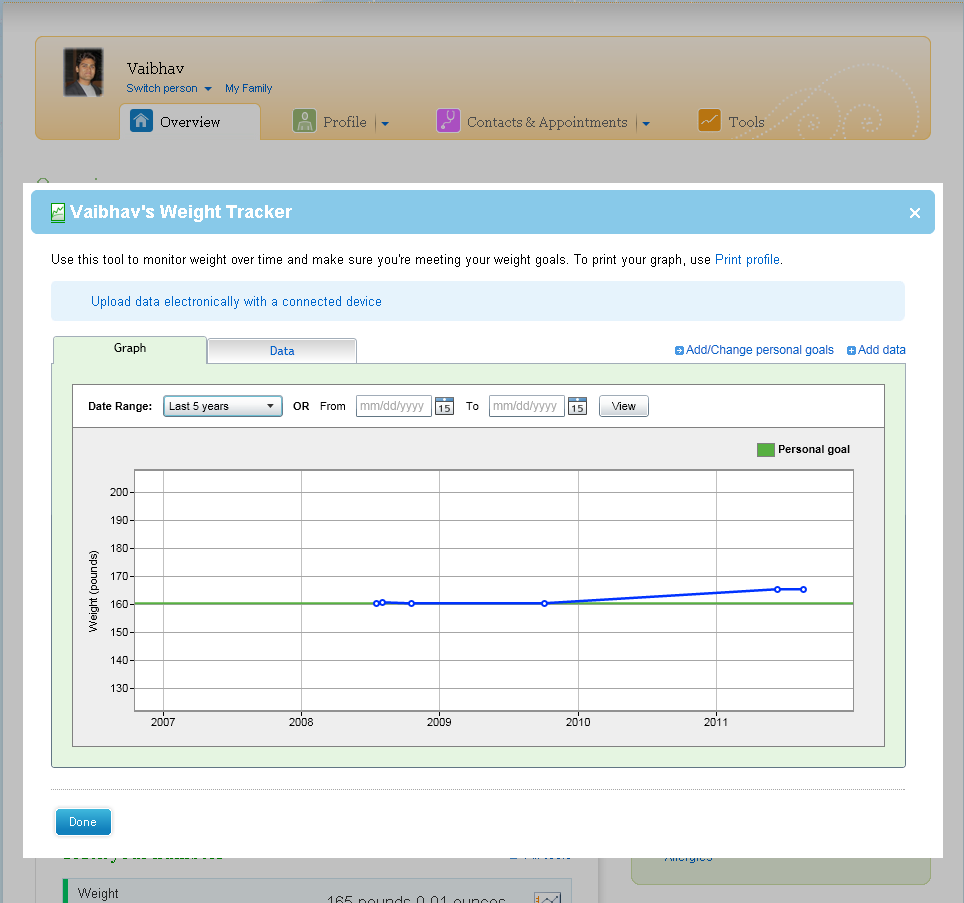 Vaibhav
Switch person My Family
Overview Profile Contacts & Appointments Tools
Vaibhav's Weight Tracker
Use this tool to monitor weight over time and make sure you're meeting your weight goals. To print your graph, use Print profile.
Upload data electronically with a connected device
Graph Data Add/Change personal goals Add data
Date Range: Last 5 years OR From mm/dd/yyyy 15 To mm/dd/yyyy 15 View
Personal goal
200
190
180
170
160
150
140
130
Weight (pounds)
2007 2008 2009 2010 2011
Done
Allergies
Weight
165 pounds 0.01 ounces